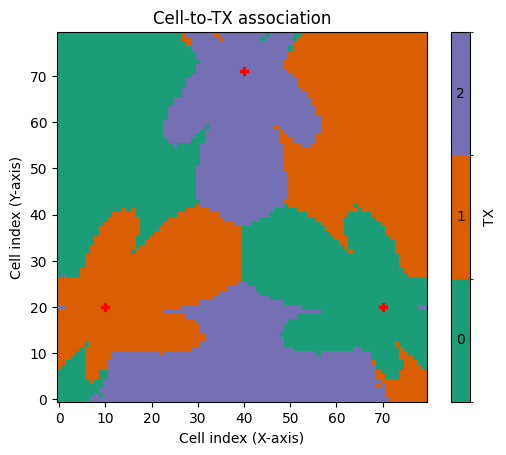 Cell-to-TX association
Cell index (Y-axis)
70
60
50
40
30
20
10
0
0 10 20 30 40 50 60 70
Cell index (X-axis)
2
1
0
TX